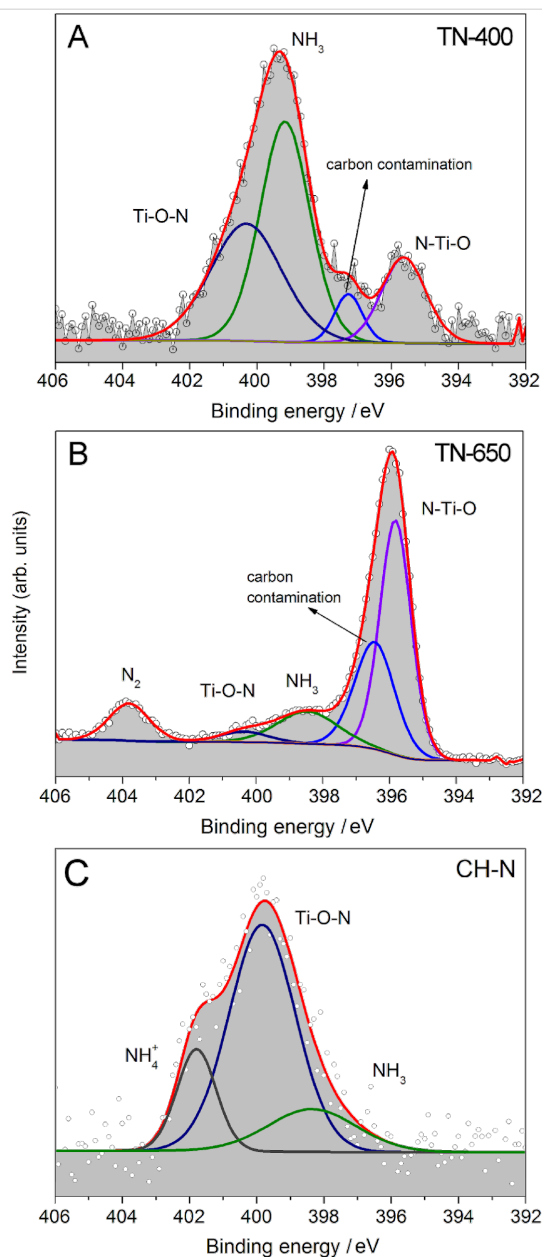 A
TN-400
NH3
carbon contamination
Ti-O-N
N-Ti-O
406 404 402 400 398 396 394 392
Binding energy / eV
B
TN-650
N-Ti-O
carbon
contamination
N2
Ti-O-N
NH3
Intensity (arb. units)
406 404 402 400 398 396 394 392
Binding energy / eV
C
CH-N
Ti-O-N
NH4+
NH3
406 404 402 400 398 396 394 392
Binding energy / eV